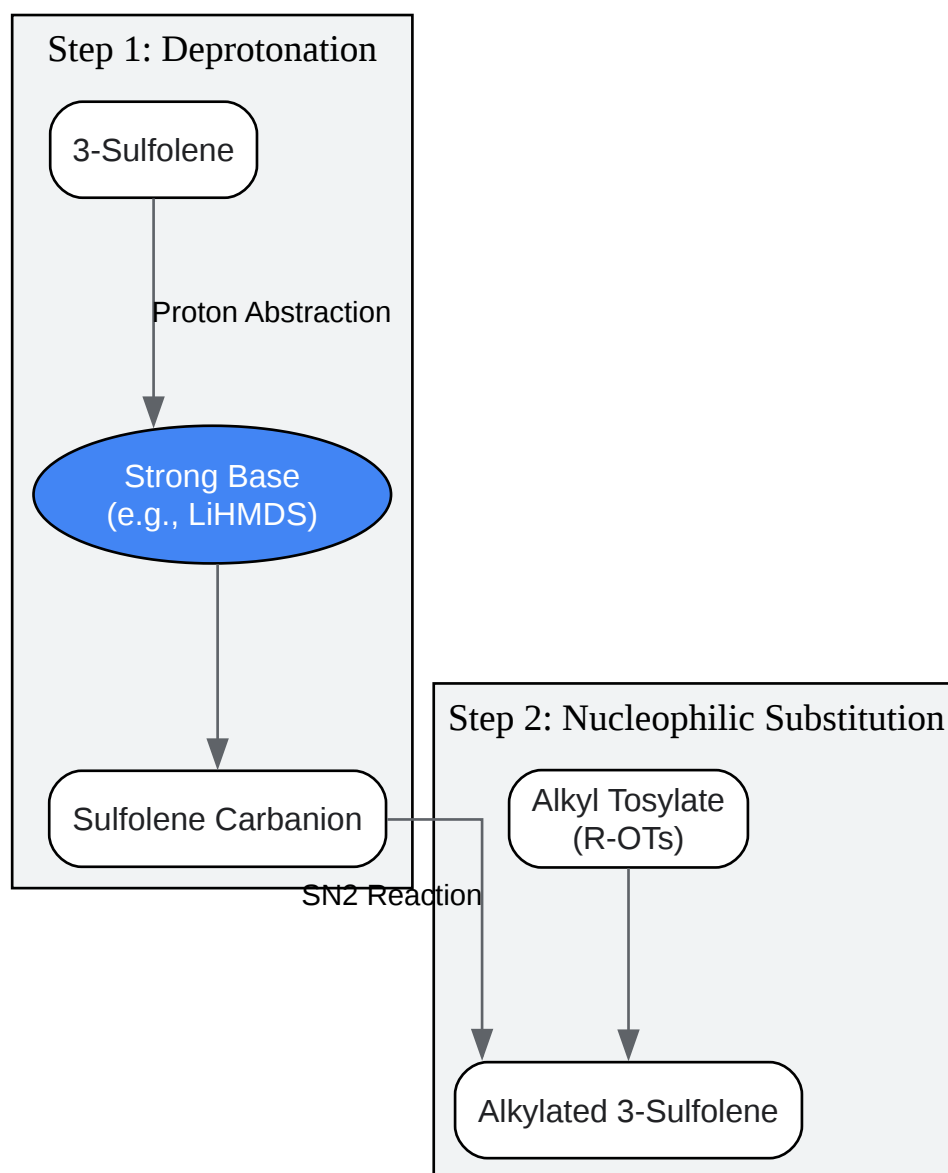 Step 1: Deprotonation
3-Sulfolene
Proton Abstraction
Strong Base
(e.g., LiHMDS)
Sulfolene Carbanion
SN2 Reaction
Step 2: Nucleophilic Substitution
Alkyl Tosylate
(R-OTs)
Alkylated 3-Sulfolene